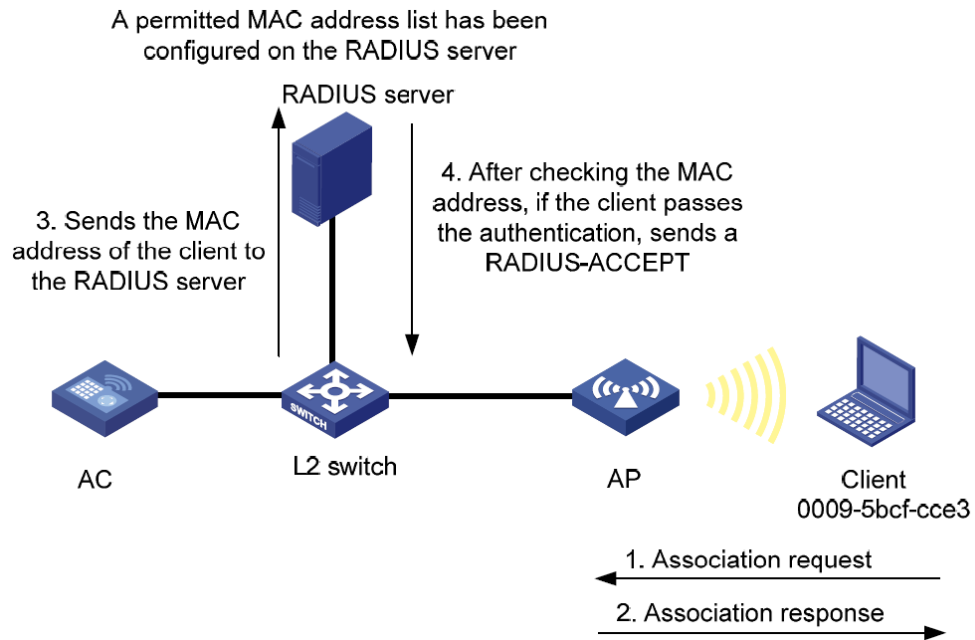 A permitted MAC address list has been
configured on the RADIUS server
RADIUS server
3. Sends the MAC
address of the client to
the RADIUS server
4. After checking the MAC
address, if the client passes
the authentication, sends a
RADIUS-ACCEPT
SWITCH
AC
L2 switch
AP
Client
0009-5bcf-cce3
1. Association request
2. Association response